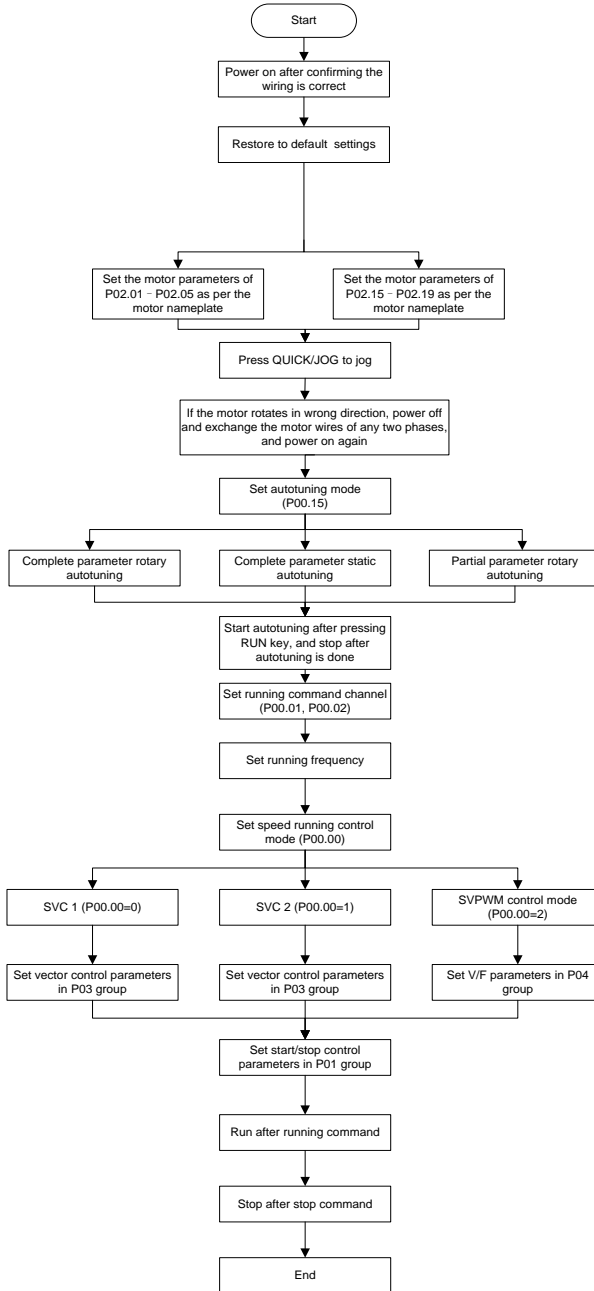 Start
Power on after confirming the
wiring is correct
Restore to default settings
Set the motor parameters of
P02.01–P02.05 as per the
motor nameplate
Set the motor parameters of
P02.15–P02.19 as per the
motor nameplate
Press QUICK/JOG to jog
If the motor rotates in wrong direction, power off
and exchange the motor wires of any two phases,
and power on again
Set autotuning mode
(P00.15)
Complete parameter rotary
autotuning
Complete parameter static
autotuning
Partial parameter rotary
autotuning
Start autotuning after pressing
RUN key, and stop after
autotuning is done
Set running command channel
(P00.01, P00.02)
Set running frequency
Set speed running control
mode (P00.00)
SVC 1 (P00.00=0)
SVC 2 (P00.00=1)
SVPWM control mode
(P00.00=2)
Set vector control parameters
in P03 group
Set vector control parameters
in P03 group
Set V/F parameters in P04
group
Set start/stop control
parameters in P01 group
Run after running command
Stop after stop command
End